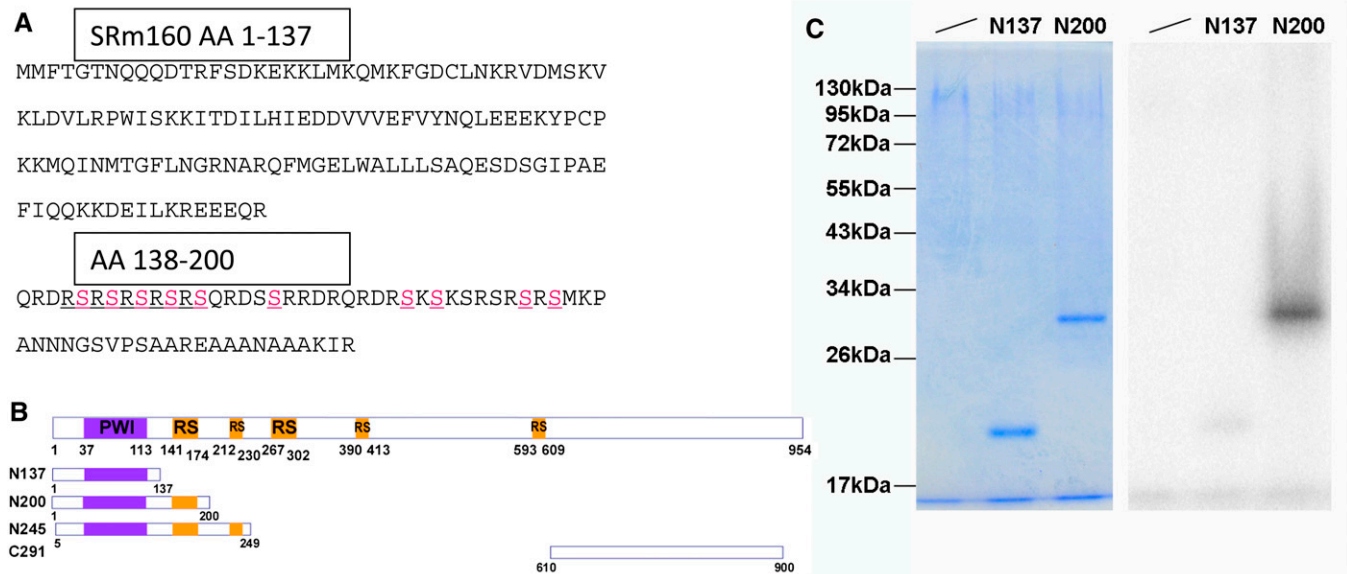 A
SRm160 AA 1-137
MMFTGTNQQQDTRFSDKEKKLMKQMKFGDCLNKRVDMSKV
KLDVLRPWISKKITDILHIEDDVVVEFVYNQLEEEKYPCP
KKMQINMTGFLNGRNARQFMGELWALLLSAQESDSGIPAE
FIQQKKDEILKREEEQR
AA 138-200
QRDRSRSRSRSRSQRDSSRRDRQRDRSKSKSRSRSRSMKP
ANNNGSVPSAAREAAANAAAKIR
B
PWI RS RS RS RS RS
1 37 113 141 174 212 230 267 302 390 413 593 609 954
N137
1 137
N200
1 200
N245
5 249
C291
610 900
C
N137 N200 N137 N200
130kDa
95kDa
72kDa
55kDa
43kDa
34kDa
26kDa
17kDa